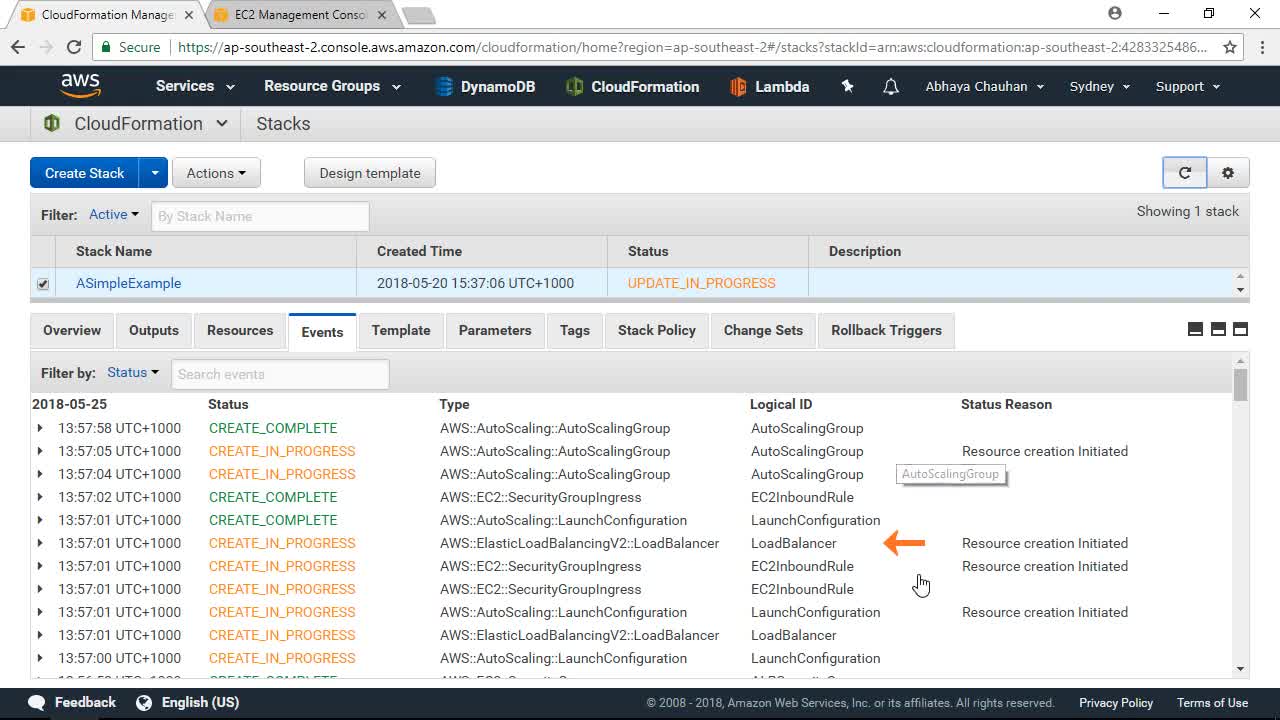 CloudFormation Manage
EC2 Management Consol
Secure https://ap-southeast-2.console.aws.amazon.com/cloudformation/home?region=ap-southeast-2#/stacks?stackId=arn:aws:cloudformation:ap-southeast-2:4283325486...
aws Services Resource Groups DynamoDB CloudFormation Lambda Abhaya Chauhan Sydney Support
CloudFormation Stacks
Create Stack Actions Design template
Filter: Active By Stack Name Showing 1 stack
Stack Name Created Time Status Description
ASimpleExample 2018-05-20 15:37:06 UTC+1000 UPDATE_IN_PROGRESS
Overview Outputs Resources Events Template Parameters Tags Stack Policy Change Sets Rollback Triggers
Filter by: Status Search events
2018-05-25 Status Type Logical ID Status Reason
13:57:58 UTC+1000 CREATE_COMPLETE AWS::AutoScaling::AutoScalingGroup AutoScalingGroup
13:57:05 UTC+1000 CREATE_IN_PROGRESS AWS::AutoScaling::AutoScalingGroup AutoScalingGroup Resource creation Initiated
13:57:04 UTC+1000 CREATE_IN_PROGRESS AWS::AutoScaling::AutoScalingGroup AutoScalingGroup AutoScalingGroup
13:57:02 UTC+1000 CREATE_COMPLETE AWS::EC2::SecurityGroupIngress EC2InboundRule
13:57:01 UTC+1000 CREATE_COMPLETE AWS::AutoScaling::LaunchConfiguration LaunchConfiguration
13:57:01 UTC+1000 CREATE_IN_PROGRESS AWS::ElasticLoadBalancingV2::LoadBalancer LoadBalancer Resource creation Initiated
13:57:01 UTC+1000 CREATE_IN_PROGRESS AWS::EC2::SecurityGroupIngress EC2InboundRule Resource creation Initiated
13:57:01 UTC+1000 CREATE_IN_PROGRESS AWS::EC2::SecurityGroupIngress EC2InboundRule
13:57:01 UTC+1000 CREATE_IN_PROGRESS AWS::AutoScaling::LaunchConfiguration LaunchConfiguration Resource creation Initiated
13:57:01 UTC+1000 CREATE_IN_PROGRESS AWS::ElasticLoadBalancingV2::LoadBalancer LoadBalancer
13:57:00 UTC+1000 CREATE_IN_PROGRESS AWS::AutoScaling::LaunchConfiguration LaunchConfiguration
Feedback English (US) © 2008 - 2018, Amazon Web Services, Inc. or its affiliates. All rights reserved. Privacy Policy Terms of Use